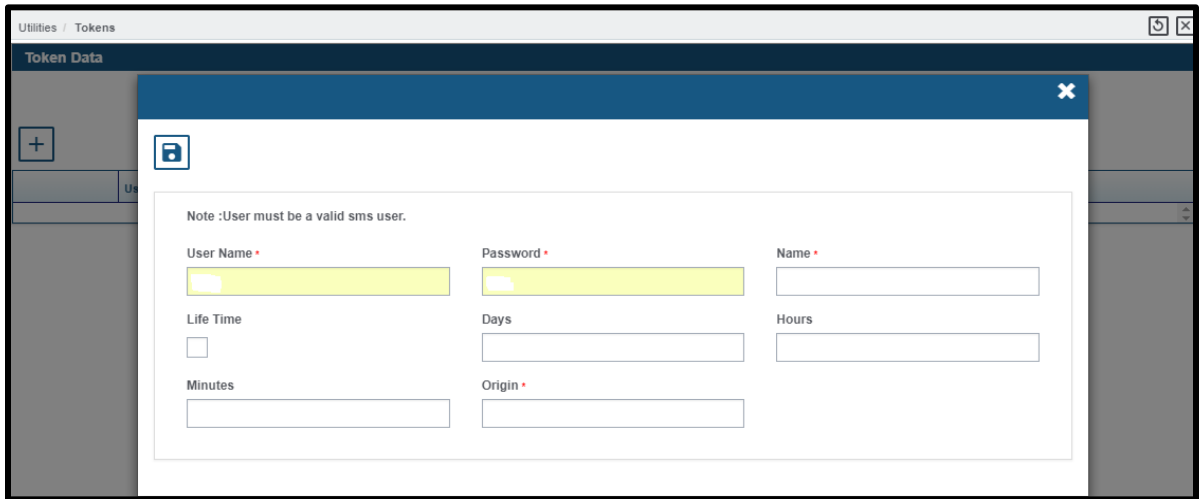 Utilities / Tokens
Token Data
Us
Note :User must be a valid sms user.
User Name *
Password *
Name *
Life Time
Days
Hours
Minutes
Origin *